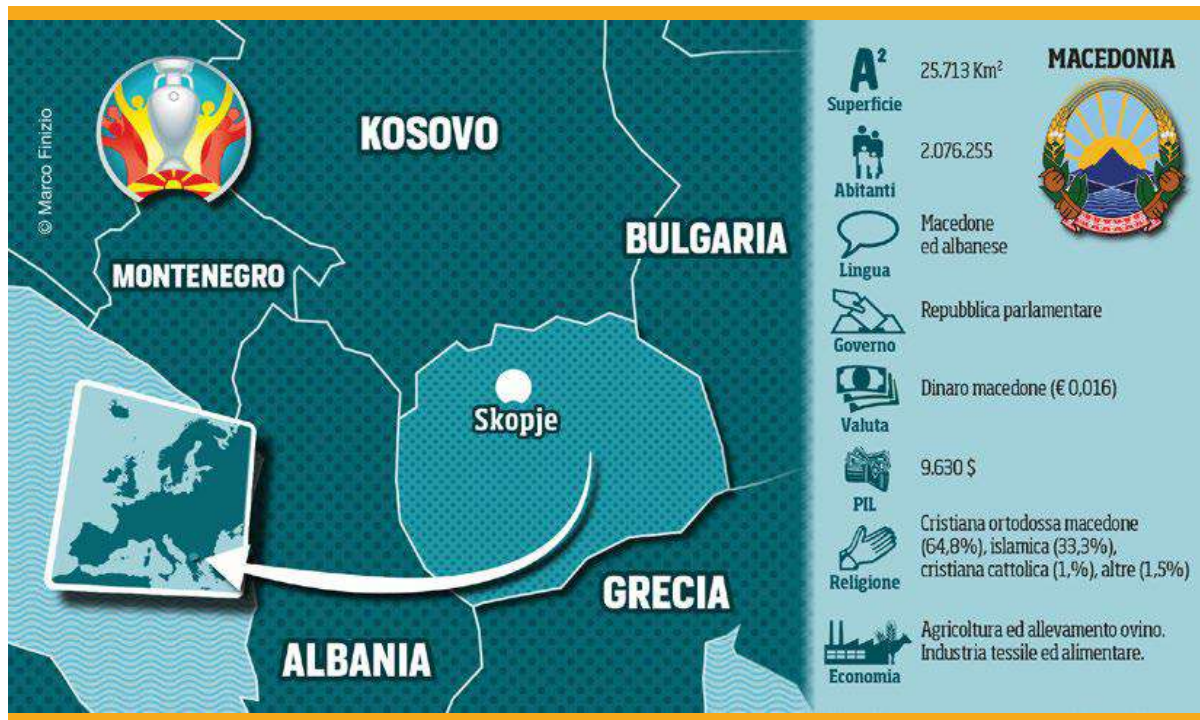 © Marco Finizio
KOSOVO
BULGARIA
MONTENEGRO
Skopje
GRECIA
ALBANIA
MACEDONIA
A²
Superficie
25.713 Km²
Abitanti
2.076.255
Lingua
Macedone
ed albanese
Governo
Repubblica parlamentare
Valuta
Dinaro macedone (€ 0,016)
PIL
9.630 $
Religione
Cristiana ortodossa macedone
(64,8%), islamica (33,3%),
cristiana cattolica (1,%), altre (1,5%)
Economia
Agricoltura ed allevamento ovino.
Industria tessile ed alimentare.